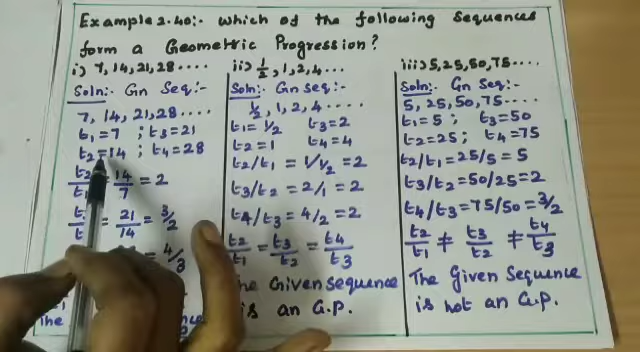 Example 2.40:- Which of the following Sequences
form a Geometric Progression?
i) 7, 14, 21, 28 ....
Soln:- Gn Seq:-
7, 14, 21, 28 ....
t1 = 7 ; t3 = 21
t2 = 14 ; t4 = 28
t2/t1 = 14/7 = 2
= 21/14 = 3/2
= 4/3
The
ii) 1/2, 1, 2, 4 ....
Soln:- Gn Seq:-
1/2, 1, 2, 4 ....
t1 = 1/2 t3 = 2
t2 = 1 t4 = 4
t2/t1 = 1/1/2 = 2
t3/t2 = 2/1 = 2
t4/t3 = 4/2 = 2
t2/t1 = t3/t2 = t4/t3
The Given Sequence
is an G.P.
iii) 5, 25, 50, 75 ....
Soln:- Gn Seq:-
5, 25, 50, 75 ....
t1 = 5 ; t3 = 50
t2 = 25 ; t4 = 75
t2/t1 = 25/5 = 5
t3/t2 = 50/25 = 2
t4/t3 = 75/50 = 3/2
t2/t1 ≠ t3/t2 ≠ t4/t3
The Given Sequence
is not an G.P.